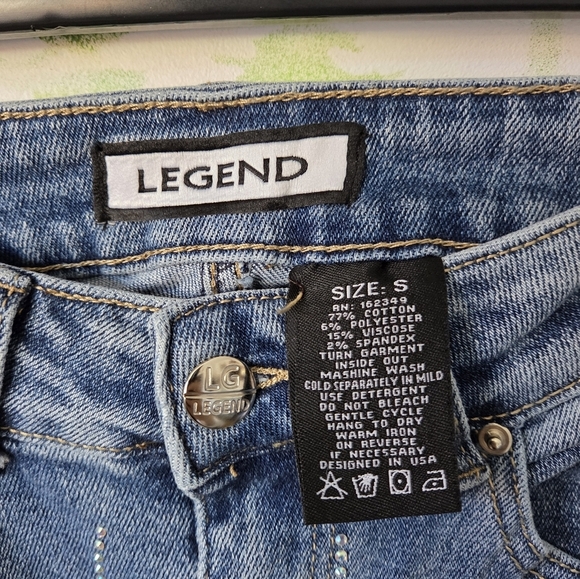 LEGEND
SIZE: S
RN: 162349
77% COTTON
6% POLYESTER
15% VISCOSE
2% SPANDEX
TURN GARMENT
INSIDE OUT
MASHINE WASH
COLD SEPARATELY IN MILD
USE DETERGENT
DO NOT BLEACH
GENTLE CYCLE
HANG TO DRY
WARM IRON
ON REVERSE
IF NECESSARY
DESIGNED IN USA
LG
LEGEND